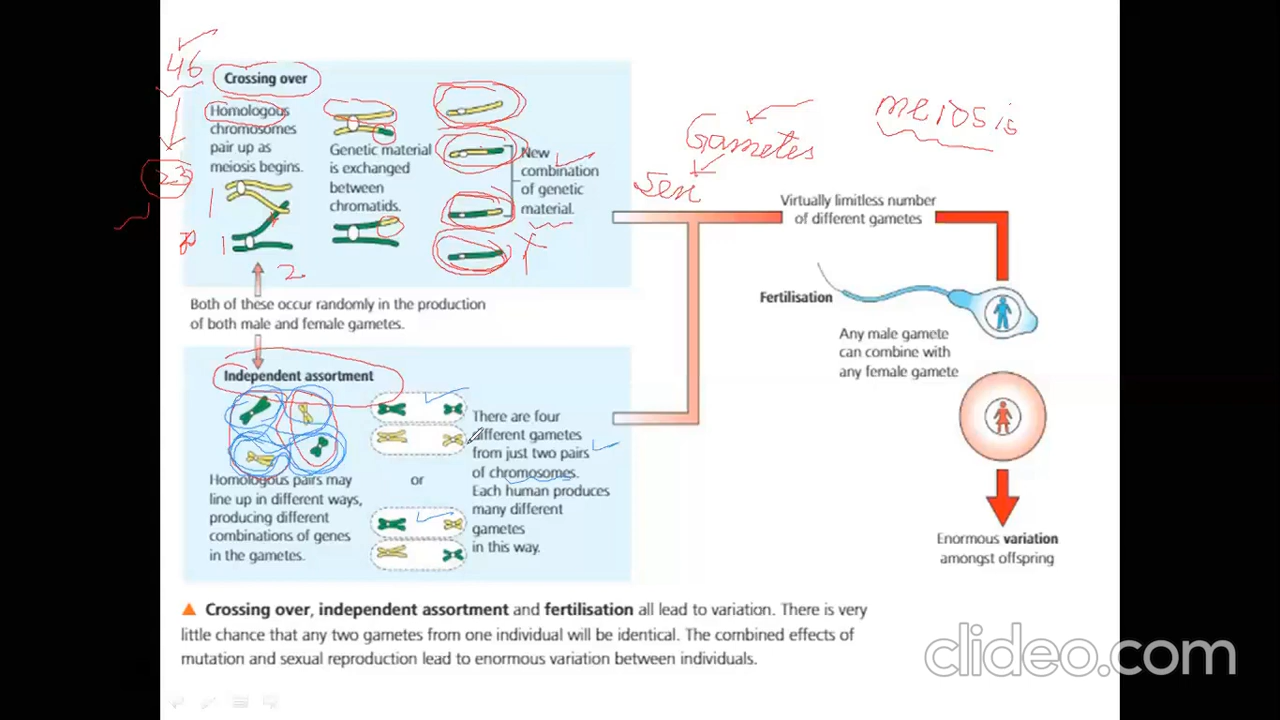 46
Crossing over
Homologous
chromosomes
pair up as
meiosis begins.
23
1
1
2
Genetic material
is exchanged
between
chromatids.
New
combination
of genetic
material.
Gametes
meiosis
Sex
Virtually limitless number
of different gametes
Both of these occur randomly in the production
of both male and female gametes.
Fertilisation
Any male gamete
can combine with
any female gamete
Independent assortment
Homologous pairs may
line up in different ways,
producing different
combinations of genes
in the gametes.
or
There are four
different gametes
from just two pairs
of chromosomes.
Each human produces
many different
gametes
in this way.
Enormous variation
amongst offspring
Crossing over, independent assortment and fertilisation all lead to variation. There is very
little chance that any two gametes from one individual will be identical. The combined effects of
mutation and sexual reproduction lead to enormous variation between individuals.
clideo.com